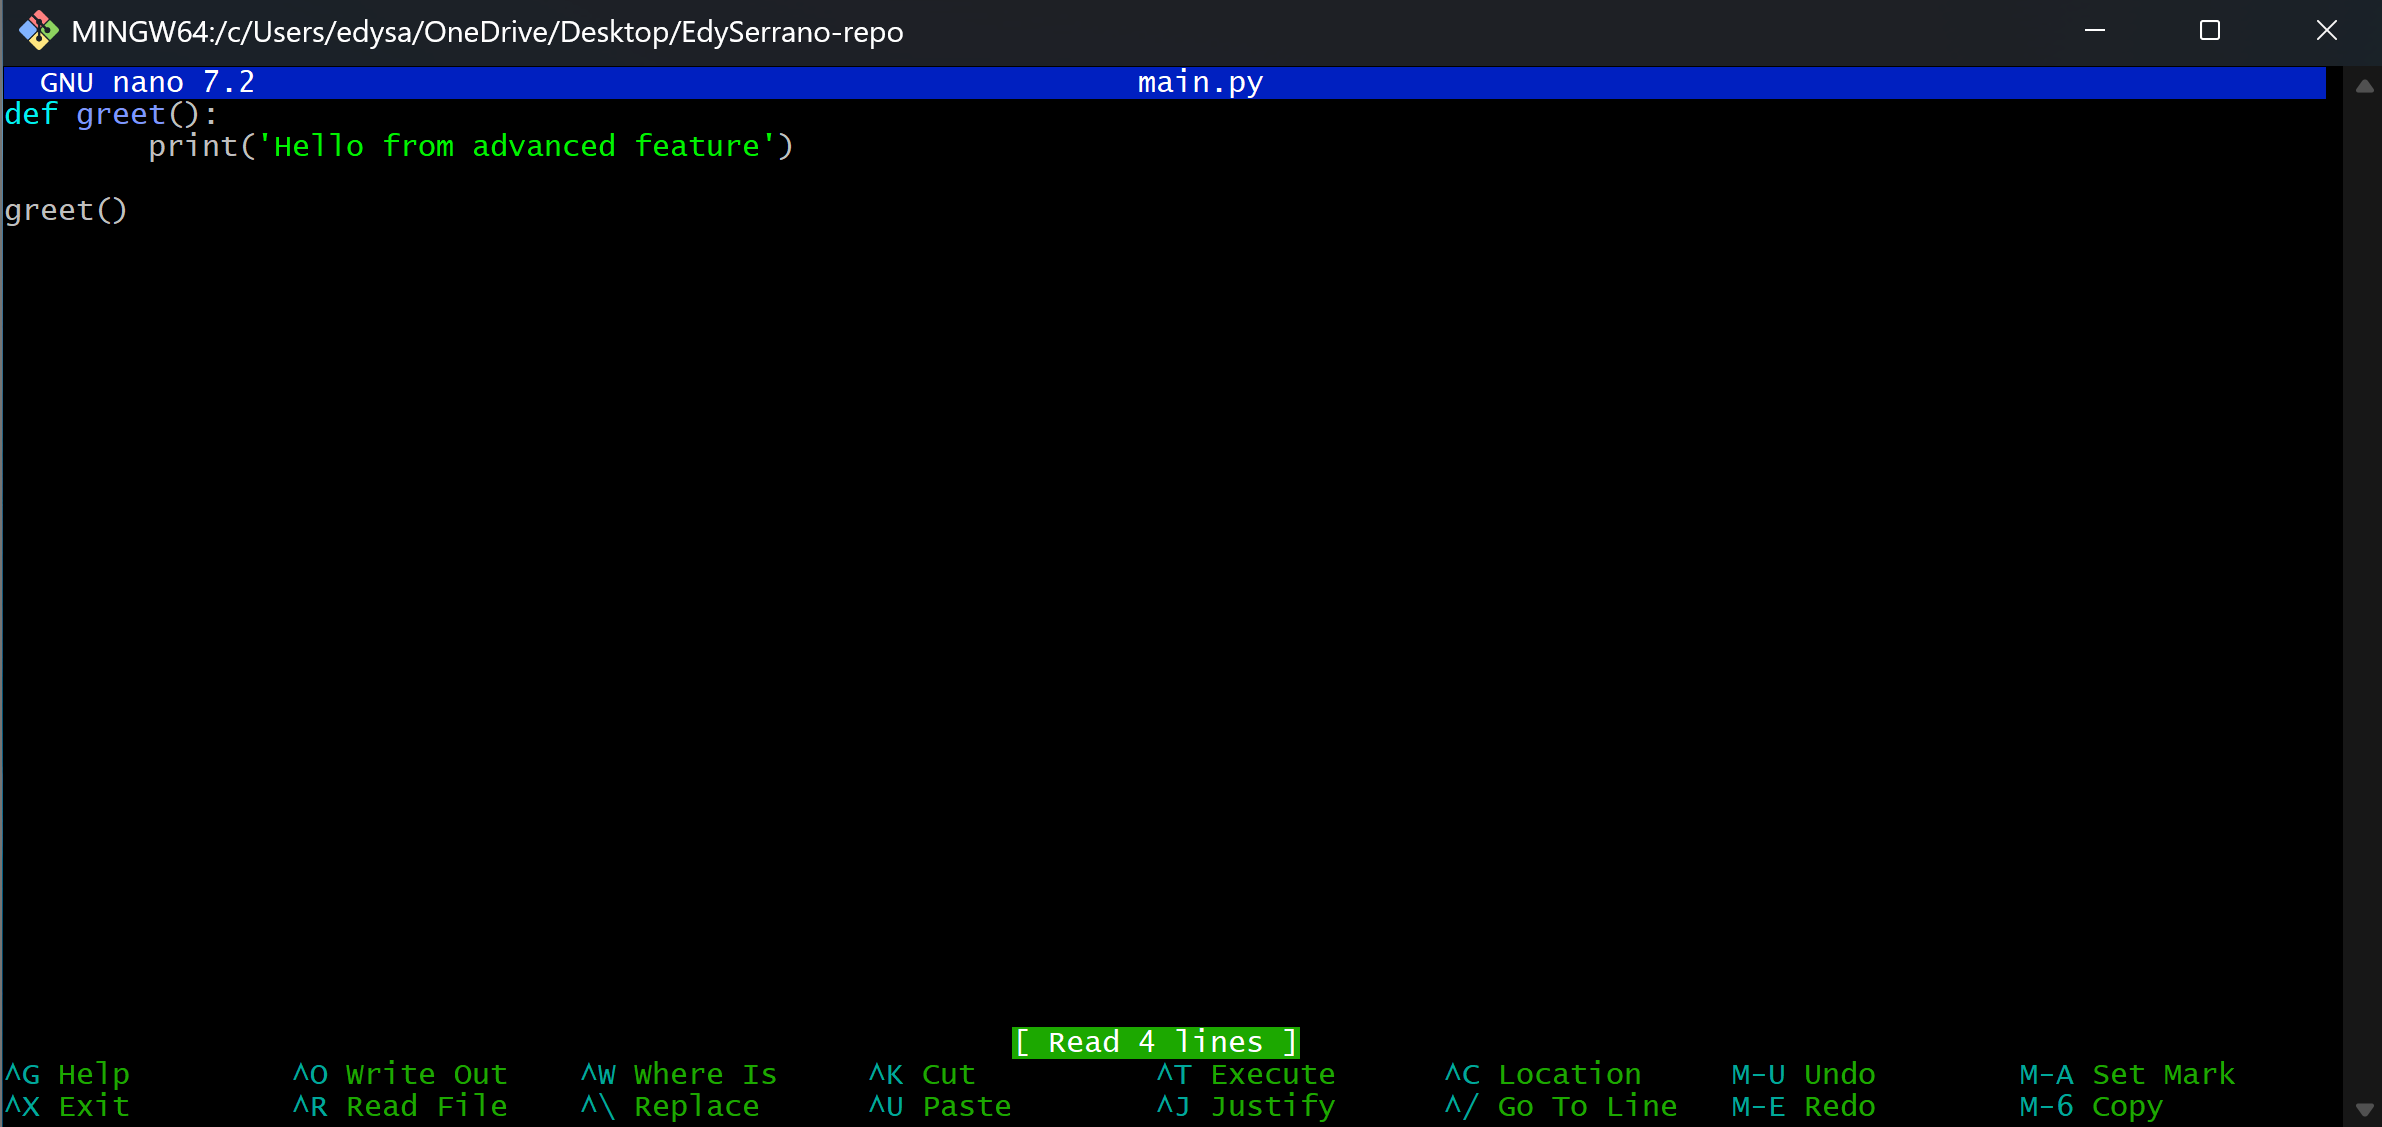 MINGW64:/c/Users/edysa/OneDrive/Desktop/EdySerrano-repo
GNU nano 7.2 main.py
def greet():
        print('Hello from advanced feature')

greet()
[ Read 4 lines ]
^G Help ^O Write Out ^W Where Is ^K Cut ^T Execute ^C Location M-U Undo M-A Set Mark
^X Exit ^R Read File ^\ Replace ^U Paste ^J Justify ^/ Go To Line M-E Redo M-6 Copy